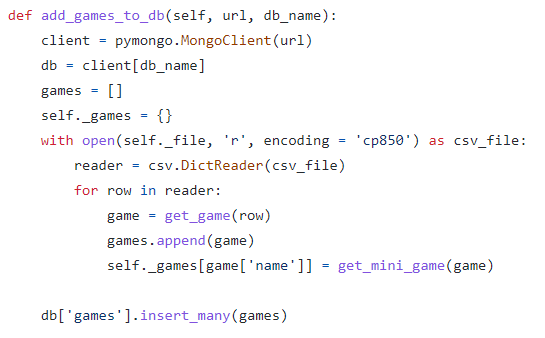 def add_games_to_db(self, url, db_name):
    client = pymongo.MongoClient(url)
    db = client[db_name]
    games = []
    self._games = {}
    with open(self._file, 'r', encoding = 'cp850') as csv_file:
        reader = csv.DictReader(csv_file)
        for row in reader:
            game = get_game(row)
            games.append(game)
            self._games[game['name']] = get_mini_game(game)

    db['games'].insert_many(games)